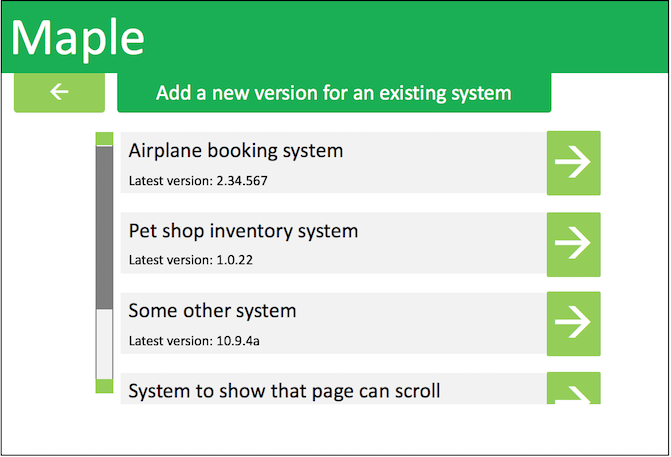 Maple
Add a new version for an existing system
Airplane booking system
Latest version: 2.34.567
Pet shop inventory system
Latest version: 1.0.22
Some other system
Latest version: 10.9.4a
System to show that page can scroll